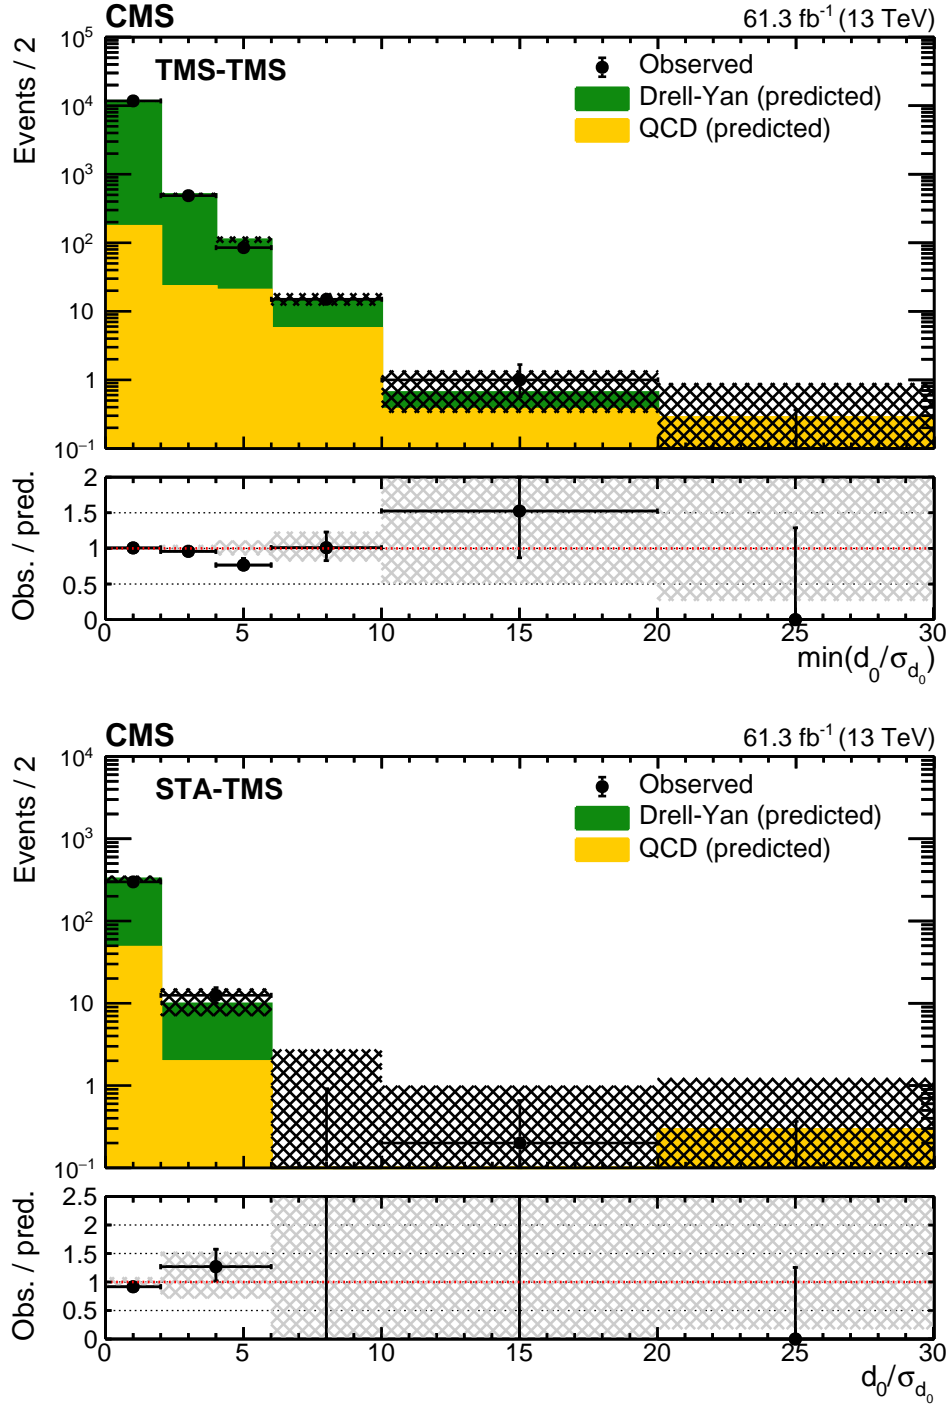 CMS 61.3 fb⁻¹ (13 TeV)
Events / 2
10⁵
10⁴
10³
10²
10
1
10⁻¹
TMS-TMS
Observed
Drell-Yan (predicted)
QCD (predicted)
Obs. / pred.
2
1.5
1
0.5
0
0 5 10 15 20 25 30
min(d₀/σ_d₀)
CMS 61.3 fb⁻¹ (13 TeV)
Events / 2
10⁴
10³
10²
10
1
10⁻¹
STA-TMS
Observed
Drell-Yan (predicted)
QCD (predicted)
Obs. / pred.
2.5
2
1.5
1
0.5
0
0 5 10 15 20 25 30
d₀/σ_d₀